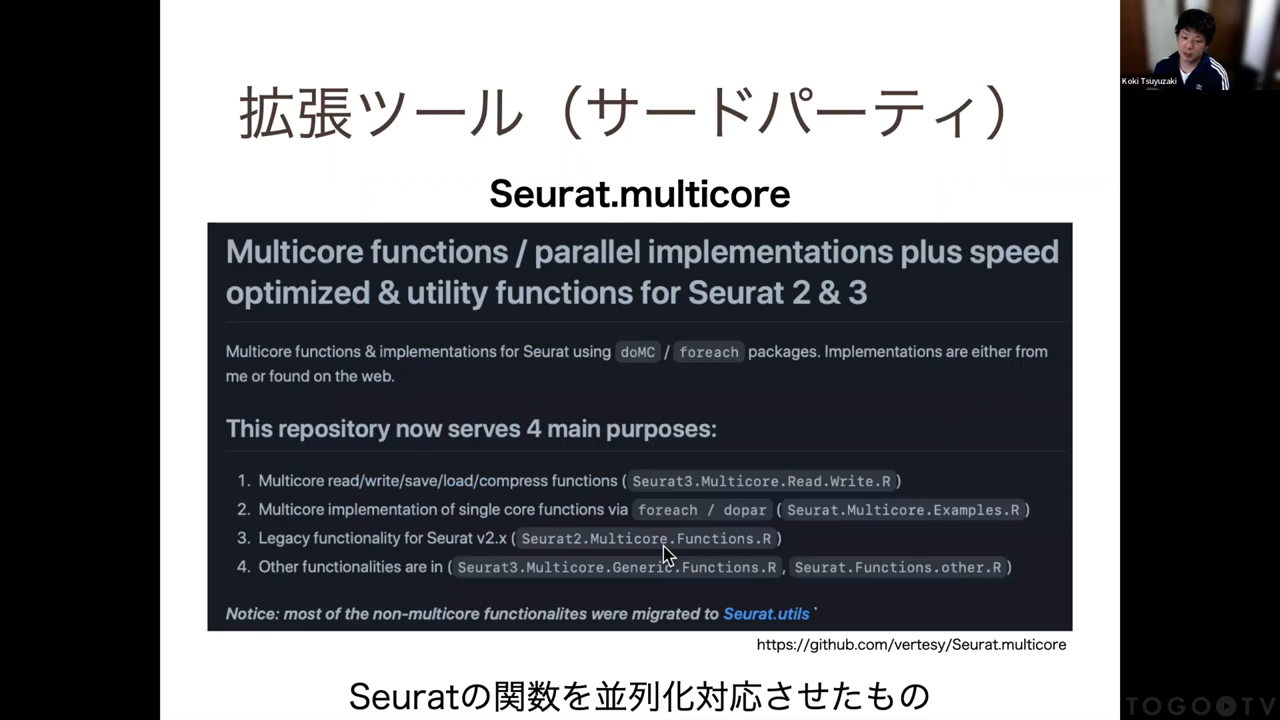 拡張ツール（サードパーティ）
Koki Tsuyuzaki
Seurat.multicore
Multicore functions / parallel implementations plus speed
optimized & utility functions for Seurat 2 & 3
Multicore functions & implementations for Seurat using doMC / foreach packages. Implementations are either from
me or found on the web.
This repository now serves 4 main purposes:
1. Multicore read/write/save/load/compress functions ( Seurat3.Multicore.Read.Write.R )
2. Multicore implementation of single core functions via foreach / dopar ( Seurat.Multicore.Examples.R )
3. Legacy functionality for Seurat v2.x ( Seurat2.Multicore.Functions.R )
4. Other functionalities are in ( Seurat3.Multicore.Generic.Functions.R , Seurat.Functions.other.R )
Notice: most of the non-multicore functionalites were migrated to Seurat.utils `
https://github.com/vertesy/Seurat.multicore
Seuratの関数を並列化対応させたもの
TOGOTV